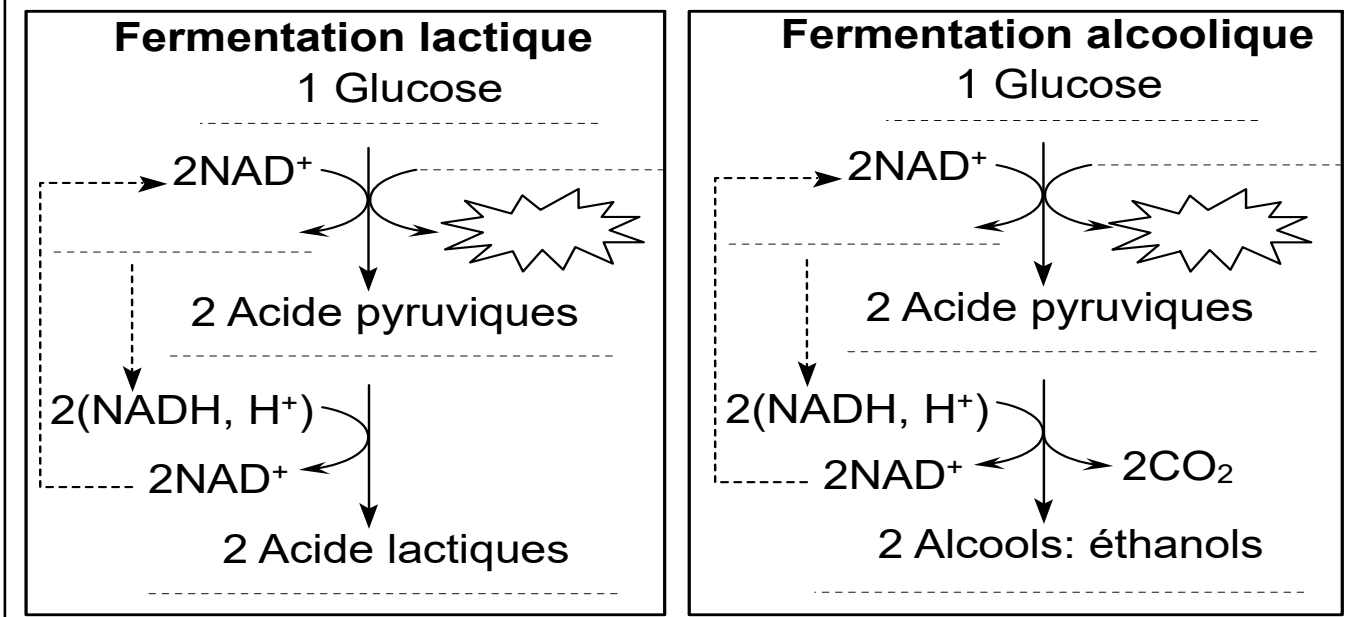 Fermentation lactique
1 Glucose
2NAD⁺
2 Acide pyruviques
2(NADH, H⁺)
2NAD⁺
2 Acide lactiques
Fermentation alcoolique
1 Glucose
2NAD⁺
2 Acide pyruviques
2(NADH, H⁺)
2NAD⁺
2CO₂
2 Alcools: éthanols